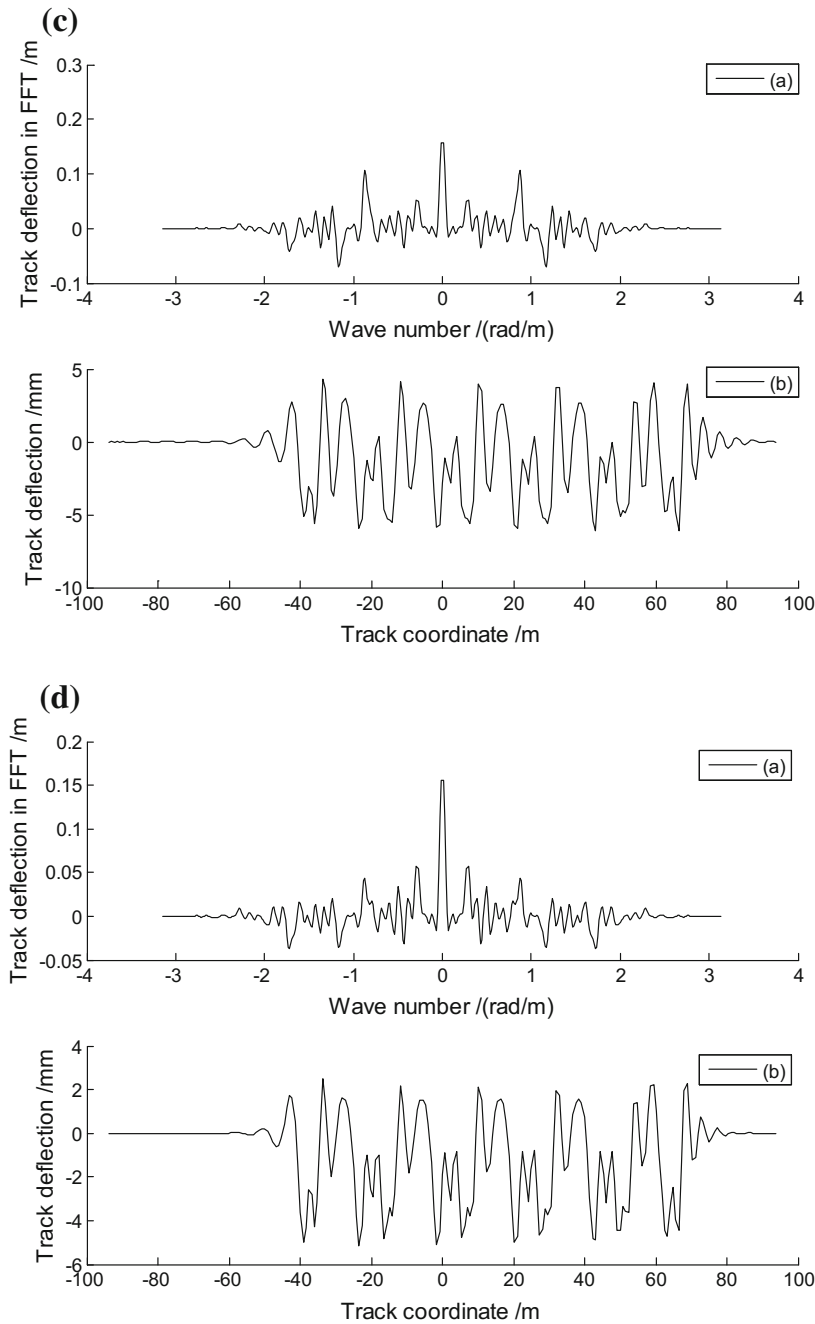 (c)
Track deflection in FFT /m
0.3
0.2
0.1
0
-0.1
(a)
-4 -3 -2 -1 0 1 2 3 4
Wave number /(rad/m)
Track deflection /mm
5
0
-5
-10
(b)
-100 -80 -60 -40 -20 0 20 40 60 80 100
Track coordinate /m
(d)
Track deflection in FFT /m
0.2
0.15
0.1
0.05
0
-0.05
(a)
-4 -3 -2 -1 0 1 2 3 4
Wave number /(rad/m)
Track deflection /mm
4
2
0
-2
-4
-6
(b)
-100 -80 -60 -40 -20 0 20 40 60 80 100
Track coordinate /m